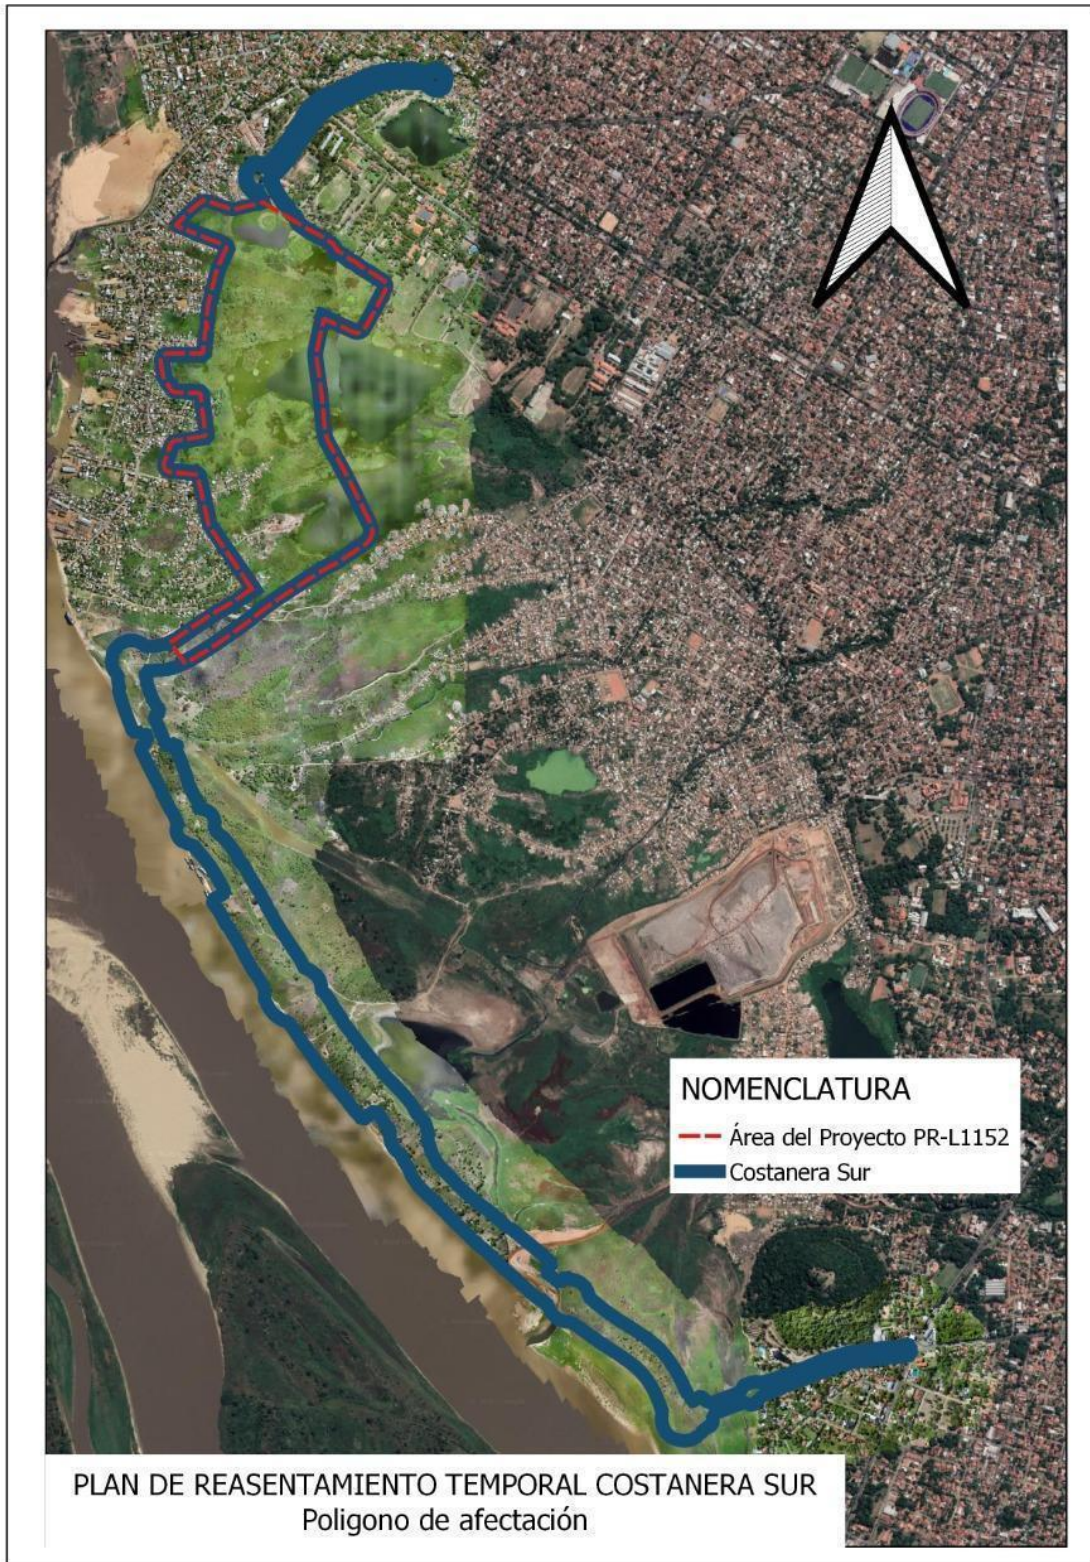 NOMENCLATURA
Área del Proyecto PR-L1152
Costanera Sur
PLAN DE REASENTAMIENTO TEMPORAL COSTANERA SUR
Poligono de afectación